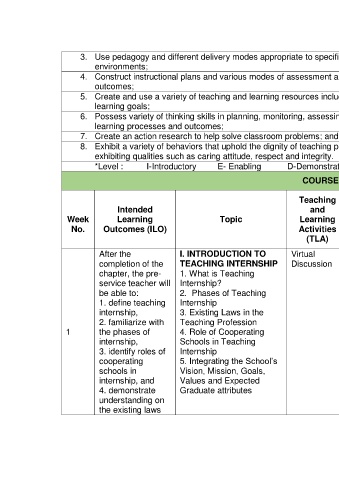 3. Use pedagogy and different delivery modes appropriate to specifi
environments;
4. Construct instructional plans and various modes of assessment a
outcomes;
5. Create and use a variety of teaching and learning resources inclu
learning goals;
6. Possess variety of thinking skills in planning, monitoring, assessin
learning processes and outcomes;
7. Create an action research to help solve classroom problems; and
8. Exhibit a variety of behaviors that uphold the dignity of teaching p
exhibiting qualities such as caring attitude, respect and integrity.
*Level : I-Introductory E- Enabling D-Demonstrat
COURSE
Week
No.
Intended
Learning
Outcomes (ILO)
Topic
Teaching
and
Learning
Activities
(TLA)
1
After the
completion of the
chapter, the pre-
service teacher will
be able to:
1. define teaching
internship,
2. familiarize with
the phases of
internship,
3. identify roles of
cooperating
schools in
internship, and
4. demonstrate
understanding on
the existing laws
I. INTRODUCTION TO
TEACHING INTERNSHIP
1. What is Teaching
Internship?
2. Phases of Teaching
Internship
3. Existing Laws in the
Teaching Profession
4. Role of Cooperating
Schools in Teaching
Internship
5. Integrating the School's
Vision, Mission, Goals,
Values and Expected
Graduate attributes
Virtual
Discussion